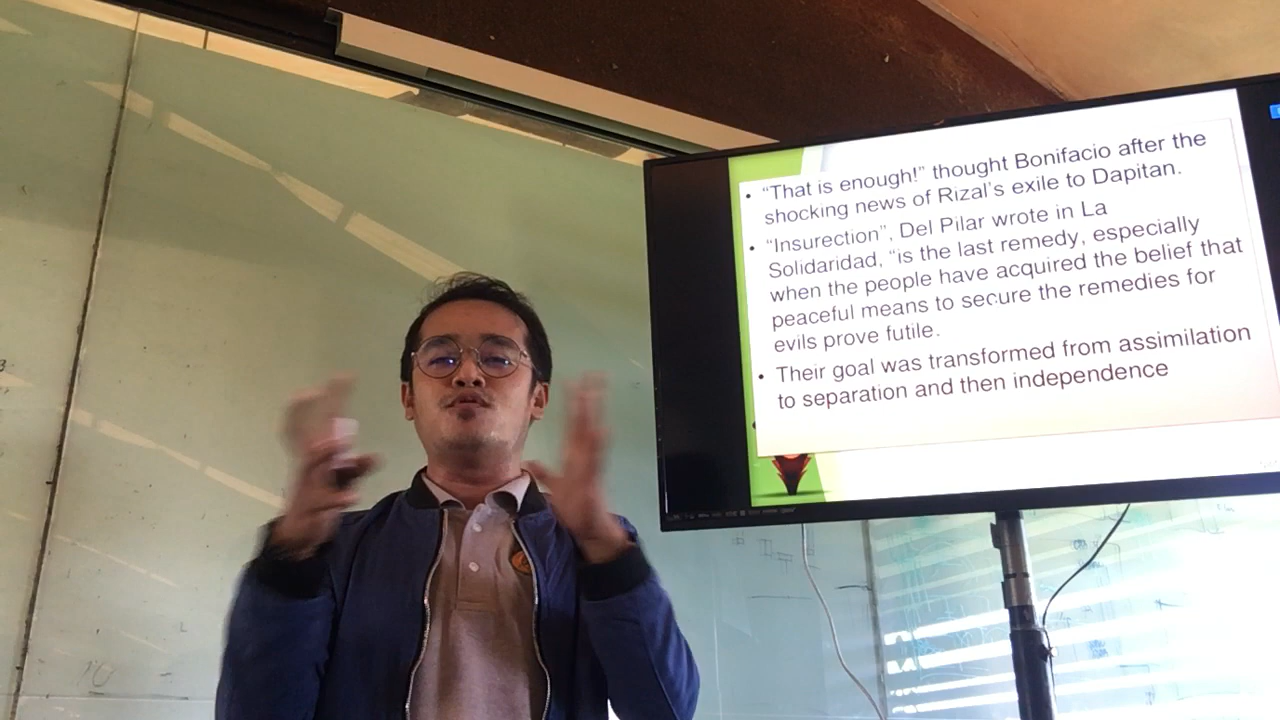 • “That is enough!” thought Bonifacio after the
shocking news of Rizal's exile to Dapitan.
• “Insurection”, Del Pilar wrote in La
Solidaridad, “is the last remedy, especially
when the people have acquired the belief that
peaceful means to secure the remedies for
evils prove futile.
• Their goal was transformed from assimilation
to separation and then independence